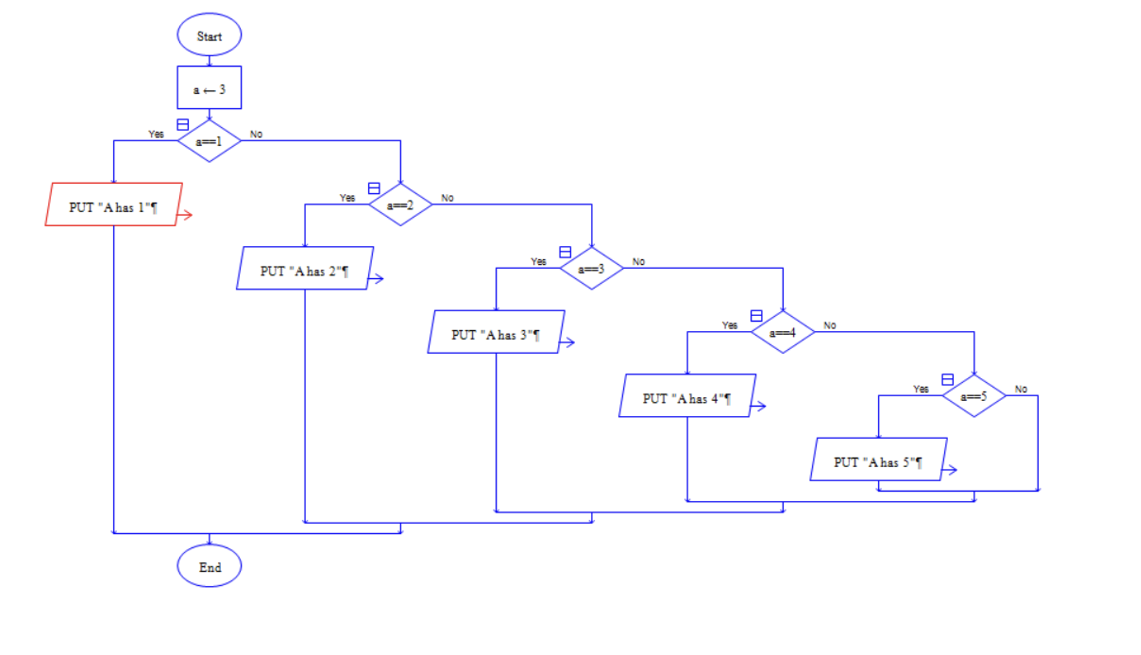 Start
a ← 3
Yes
a==1
No
PUT "A has 1"¶
Yes
a==2
No
PUT "A has 2"¶
Yes
a==3
No
PUT "A has 3"¶
Yes
a==4
No
PUT "A has 4"¶
Yes
a==5
No
PUT "A has 5"¶
End